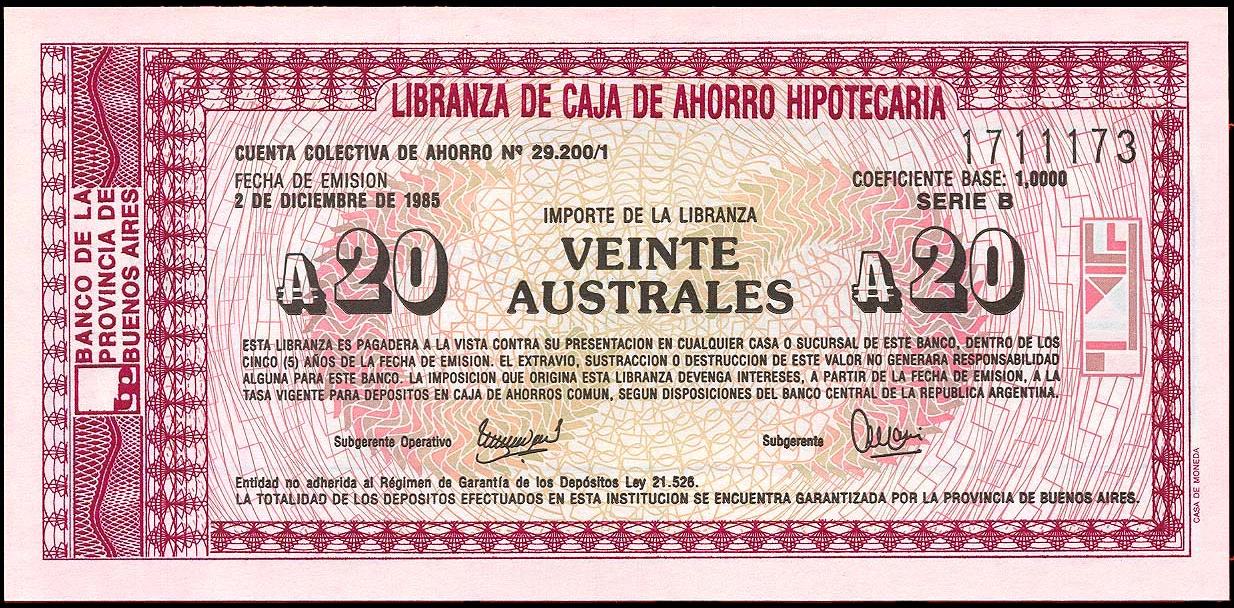 LIBRANZA DE CAJA DE AHORRO HIPOTECARIA
CUENTA COLECTIVA DE AHORRO Nº 29.200/1
1711173
FECHA DE EMISION
2 DE DICIEMBRE DE 1985
COEFICIENTE BASE: 1,0000
SERIE B
IMPORTE DE LA LIBRANZA
₳20
VEINTE
AUSTRALES
₳20
BANCO DE LA
PROVINCIA DE
BUENOS AIRES
bp
ESTA LIBRANZA ES PAGADERA A LA VISTA CONTRA SU PRESENTACION EN CUALQUIER CASA O SUCURSAL DE ESTE BANCO, DENTRO DE LOS
CINCO (5) AÑOS DE LA FECHA DE EMISION. EL EXTRAVIO, SUSTRACCION O DESTRUCCION DE ESTE VALOR NO GENERARA RESPONSABILIDAD
ALGUNA PARA ESTE BANCO. LA IMPOSICION QUE ORIGINA ESTA LIBRANZA DEVENGA INTERESES, A PARTIR DE LA FECHA DE EMISION, A LA
TASA VIGENTE PARA DEPOSITOS EN CAJA DE AHORROS COMUN, SEGUN DISPOSICIONES DEL BANCO CENTRAL DE LA REPUBLICA ARGENTINA.
Subgerente Operativo
Subgerente
Entidad no adherida al Régimen de Garantía de los Depósitos Ley 21.526.
LA TOTALIDAD DE LOS DEPOSITOS EFECTUADOS EN ESTA INSTITUCION SE ENCUENTRA GARANTIZADA POR LA PROVINCIA DE BUENOS AIRES.
CASA DE MONEDA